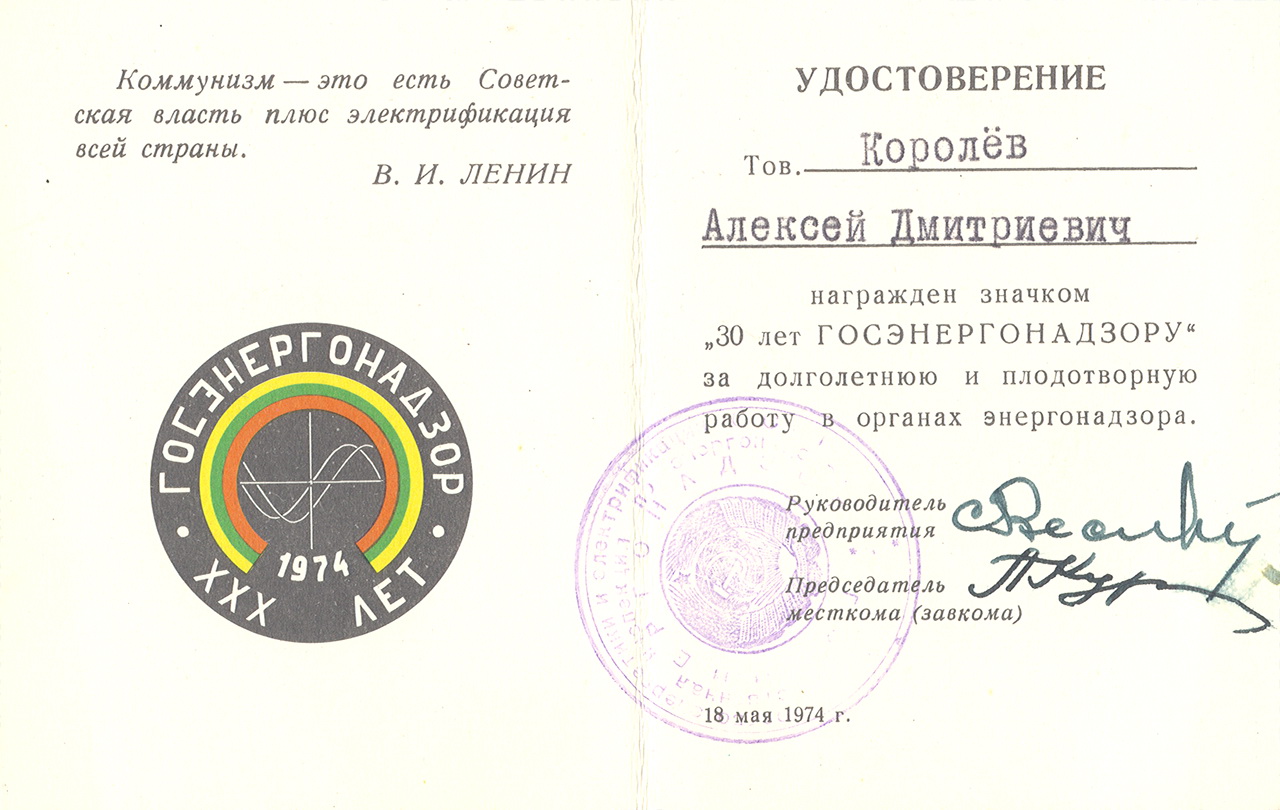 Коммунизм — это есть Совет-
ская власть плюс электрификация
всей страны.
В. И. ЛЕНИН
ГОСЭНЕРГОНАДЗОР
1974
XXX ЛЕТ
УДОСТОВЕРЕНИЕ
Тов. Королёв
Алексей Дмитриевич
награжден значком
„30 лет ГОСЭНЕРГОНАДЗОРУ“
за долголетнюю и плодотворную
работу в органах энергонадзора.
Руководитель
предприятия
Председатель
месткома (завкома)
18 мая 1974 г.